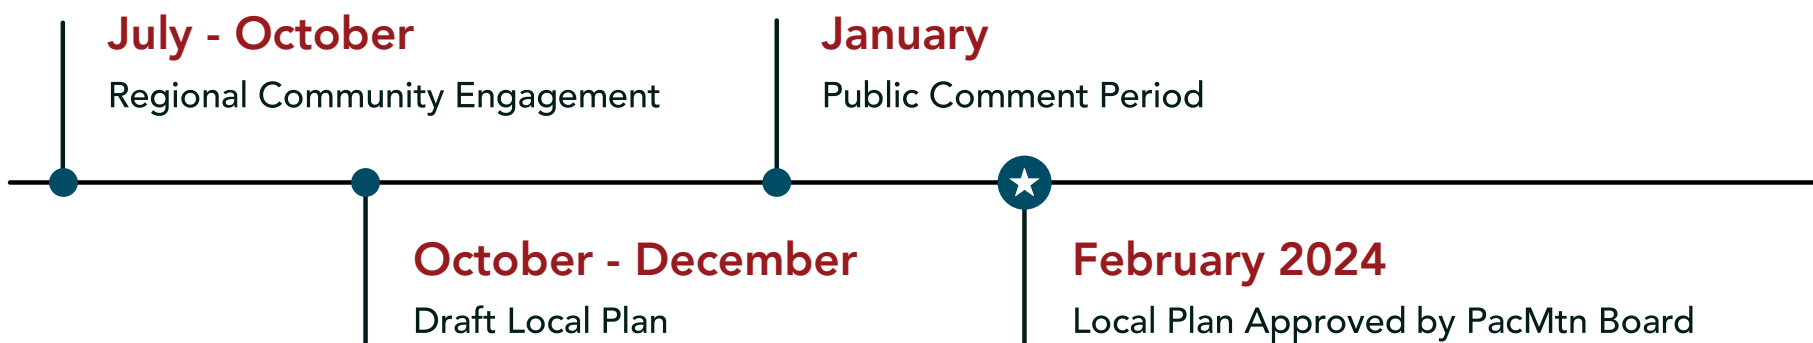 July - October
Regional Community Engagement
January
Public Comment Period
October - December
Draft Local Plan
February 2024
Local Plan Approved by PacMtn Board